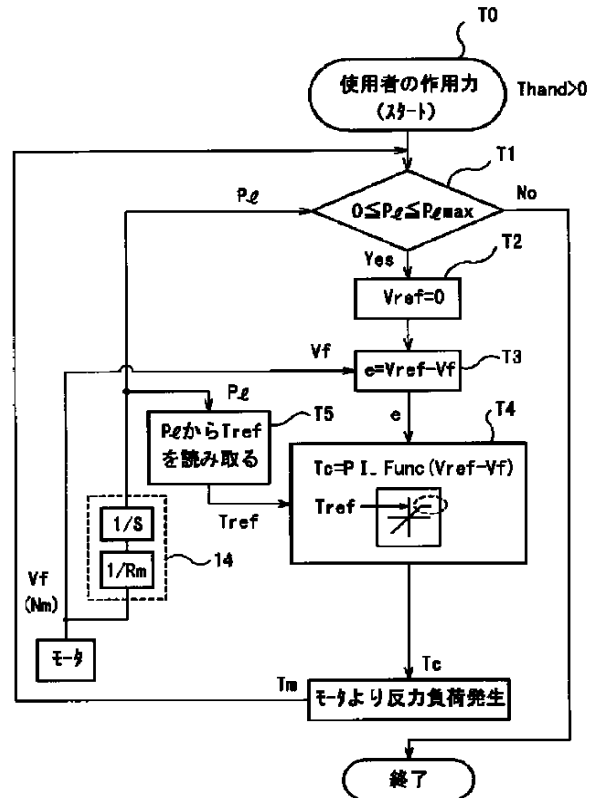 T0
使用者の作用力
(スタート)
Thand>0
T1
Pℓ
0≦Pℓ≦Pℓmax
No
Yes
T2
Vref=0
Vf
e=Vref-Vf
T3
Pℓ
e
T5
T4
PℓからTref
を読み取る
Tc=PI_Func(Vref-Vf)
Tref
Tref
1/S
14
1/Rm
Vf
(Nm)
モータ
Tc
Tm
モータより反力負荷発生
終了